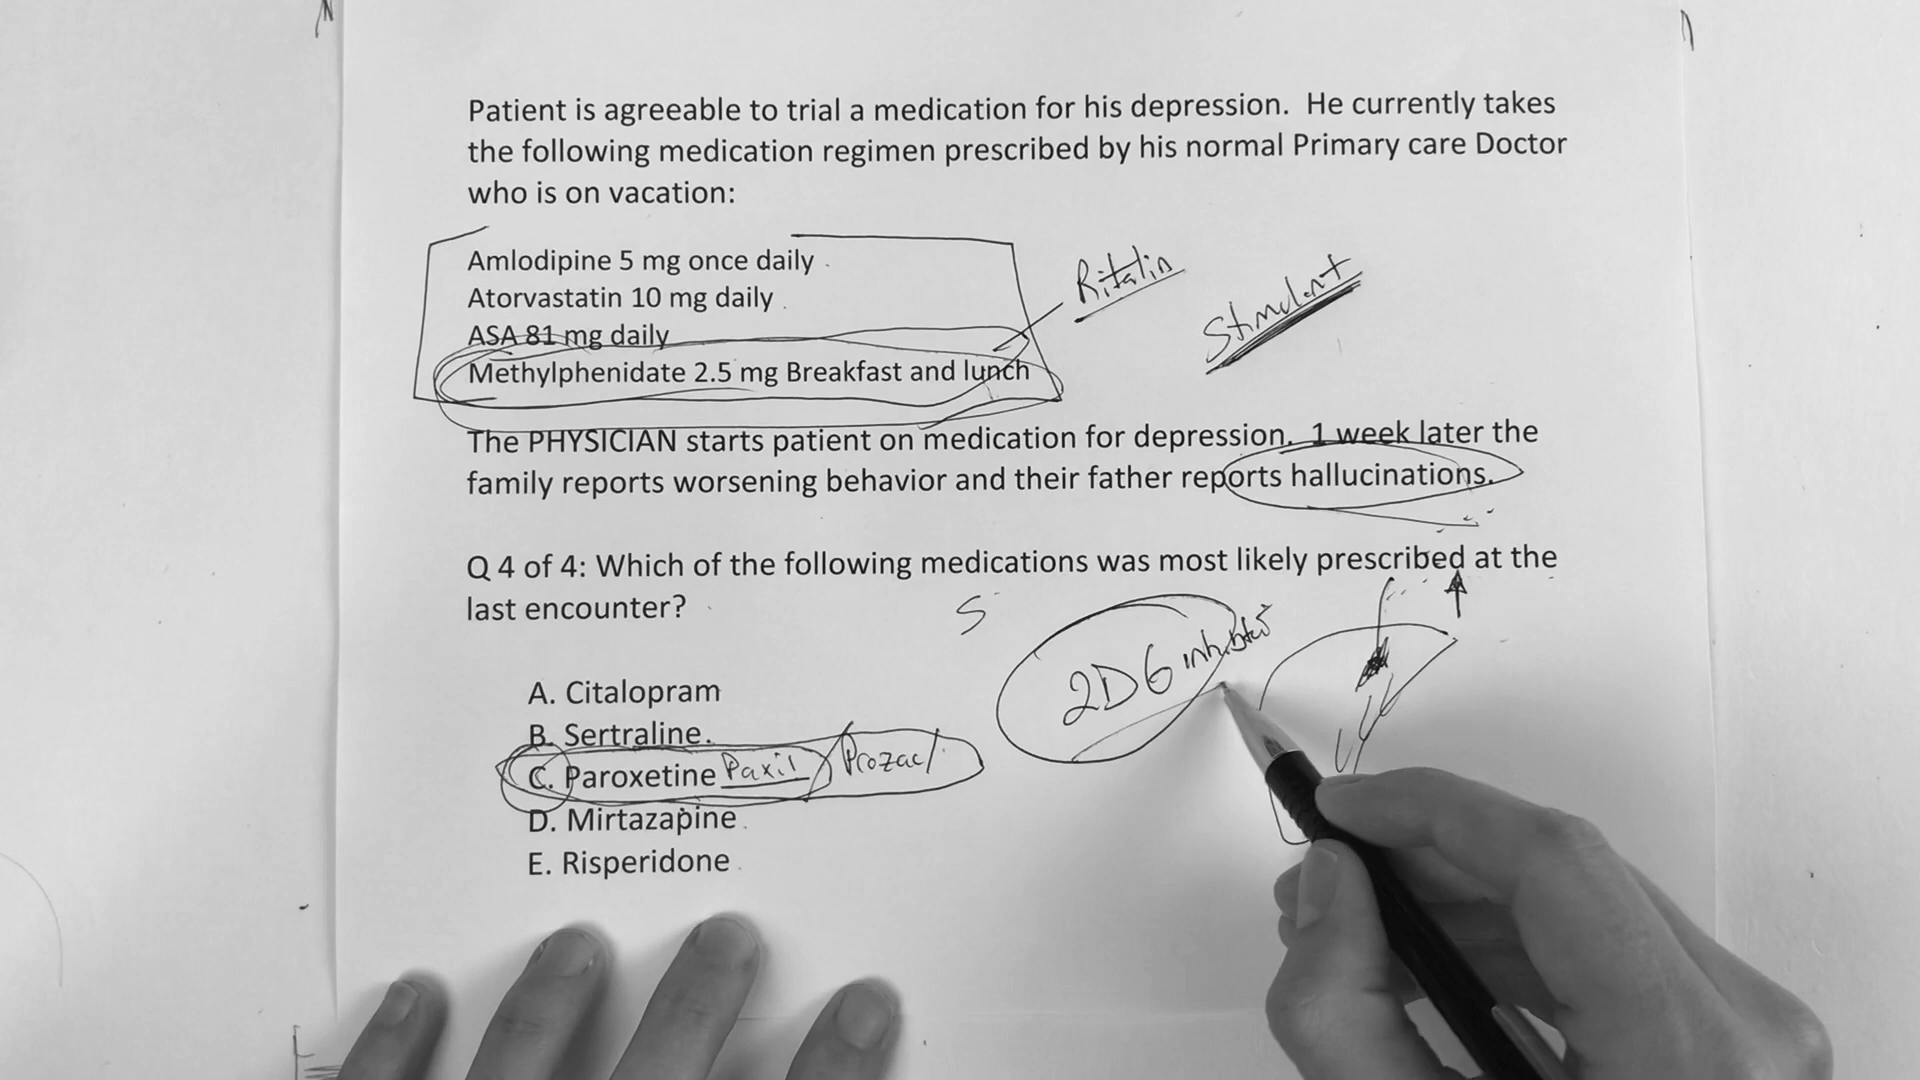 Patient is agreeable to trial a medication for his depression. He currently takes
the following medication regimen prescribed by his normal Primary care Doctor
who is on vacation:
Amlodipine 5 mg once daily
Atorvastatin 10 mg daily
ASA 81 mg daily
Methylphenidate 2.5 mg Breakfast and lunch
Ritalin
Stimulent
The PHYSICIAN starts patient on medication for depression. 1 week later the
family reports worsening behavior and their father reports hallucinations.
Q 4 of 4: Which of the following medications was most likely prescribed at the
last encounter?
S
2D6 inhibitor
A. Citalopram
B. Sertraline.
C. Paroxetine Paxil Prozac
D. Mirtazapine
E. Risperidone